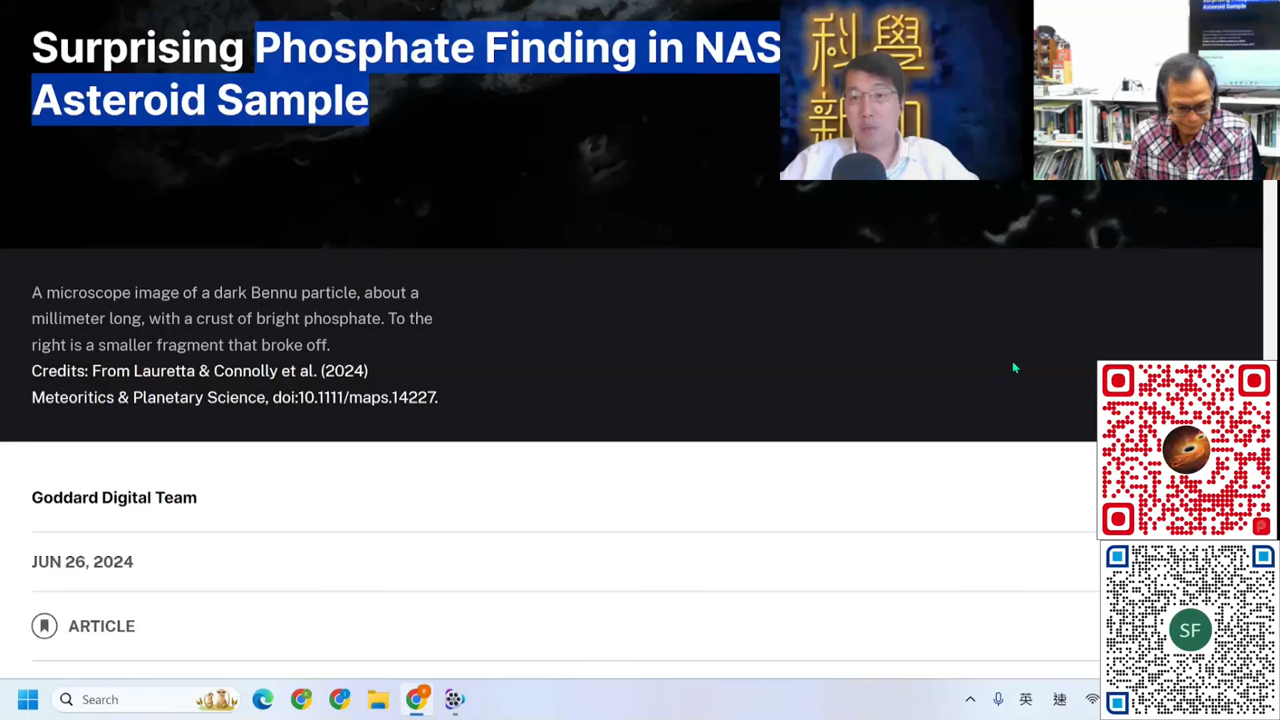 Surprising Phosphate Finding in NAS
Asteroid Sample
科學
新知
A microscope image of a dark Bennu particle, about a
millimeter long, with a crust of bright phosphate. To the
right is a smaller fragment that broke off.
Credits: From Lauretta & Connolly et al. (2024)
Meteoritics & Planetary Science, doi:10.1111/maps.14227.
Goddard Digital Team
JUN 26, 2024
ARTICLE
SF
Search
英
速